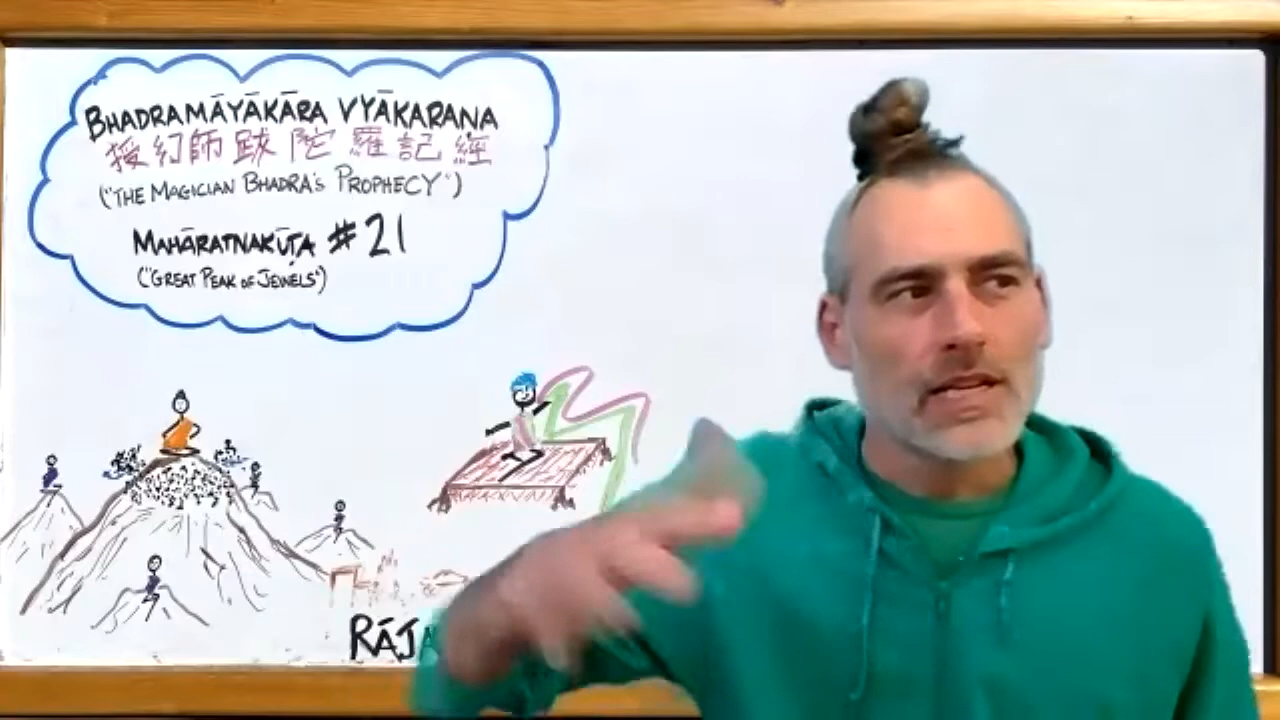 BHADRAMĀYĀKĀRA VYĀKARANA
授幻師跋陀羅記經
("THE MAGICIAN BHADRA'S PROPHECY")
MAHĀRATNAKŪṬA #21
("GREAT PEAK OF JEWELS")
RĀJA